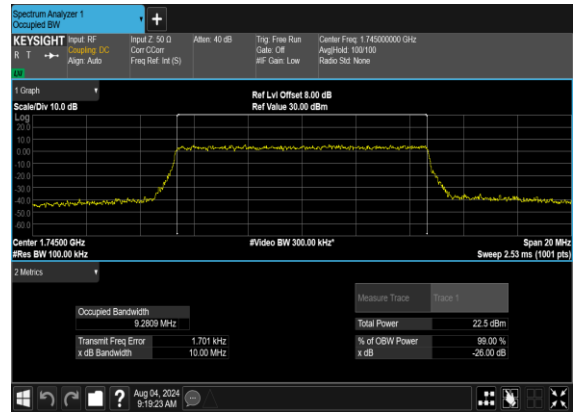 Spectrum Analyzer 1
Occupied BW
+
KEYSIGHT Input: RF Input Z: 50 Ω Atten: 40 dB Trig: Free Run Center Freq: 1.745000000 GHz
R T Coupling: DC Corr CCorr Gate: Off Avg|Hold: 100/100
Align: Auto Freq Ref: Int (S) #IF Gain: Low Radio Std: None
LW
1 Graph
Ref Lvl Offset 8.00 dB
Scale/Div 10.0 dB Ref Value 30.00 dBm
Log
20.0
10.0
0.00
-10.0
-20.0
-30.0
-40.0
-50.0
-60.0
Center 1.74500 GHz #Video BW 300.00 kHz* Span 20 MHz
#Res BW 100.00 kHz Sweep 2.53 ms (1001 pts)
2 Metrics
Measure Trace Trace 1
Occupied Bandwidth
9.2809 MHz Total Power 22.5 dBm
Transmit Freq Error 1.701 kHz % of OBW Power 99.00 %
x dB Bandwidth 10.00 MHz x dB -26.00 dB
?
Aug 04, 2024
9:19:23 AM